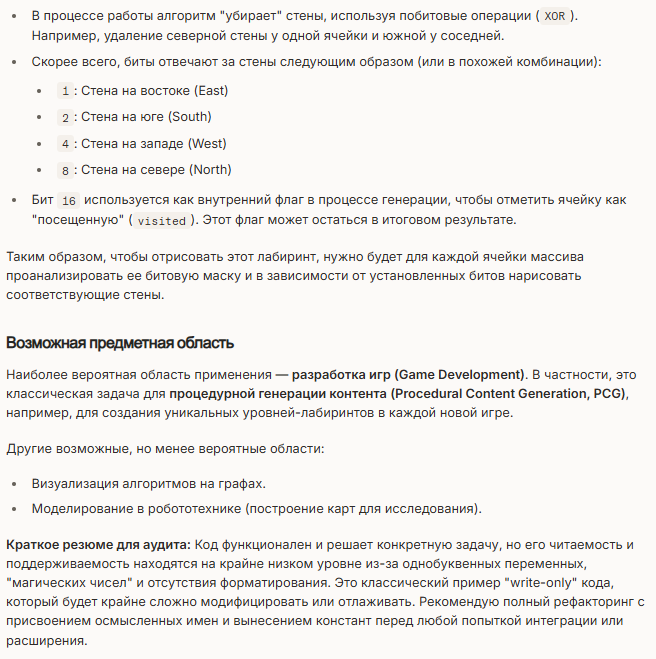 • В процессе работы алгоритм "убирает" стены, используя побитовые операции ( XOR ).
Например, удаление северной стены у одной ячейки и южной у соседней.
• Скорее всего, биты отвечают за стены следующим образом (или в похожей комбинации):
• 1 : Стена на востоке (East)
• 2 : Стена на юге (South)
• 4 : Стена на западе (West)
• 8 : Стена на севере (North)
• Бит 16 используется как внутренний флаг в процессе генерации, чтобы отметить ячейку как
"посещенную" ( visited ). Этот флаг может остаться в итоговом результате.
Таким образом, чтобы отрисовать этот лабиринт, нужно будет для каждой ячейки массива
проанализировать ее битовую маску и в зависимости от установленных битов нарисовать
соответствующие стены.
Возможная предметная область
Наиболее вероятная область применения — разработка игр (Game Development). В частности, это
классическая задача для процедурной генерации контента (Procedural Content Generation, PCG),
например, для создания уникальных уровней-лабиринтов в каждой новой игре.
Другие возможные, но менее вероятные области:
• Визуализация алгоритмов на графах.
• Моделирование в робототехнике (построение карт для исследования).
Краткое резюме для аудита: Код функционален и решает конкретную задачу, но его читаемость и
поддерживаемость находятся на крайне низком уровне из-за однобуквенных переменных,
"магических чисел" и отсутствия форматирования. Это классический пример "write-only" кода,
который будет крайне сложно модифицировать или отлаживать. Рекомендую полный рефакторинг с
присвоением осмысленных имен и вынесением констант перед любой попыткой интеграции или
расширения.